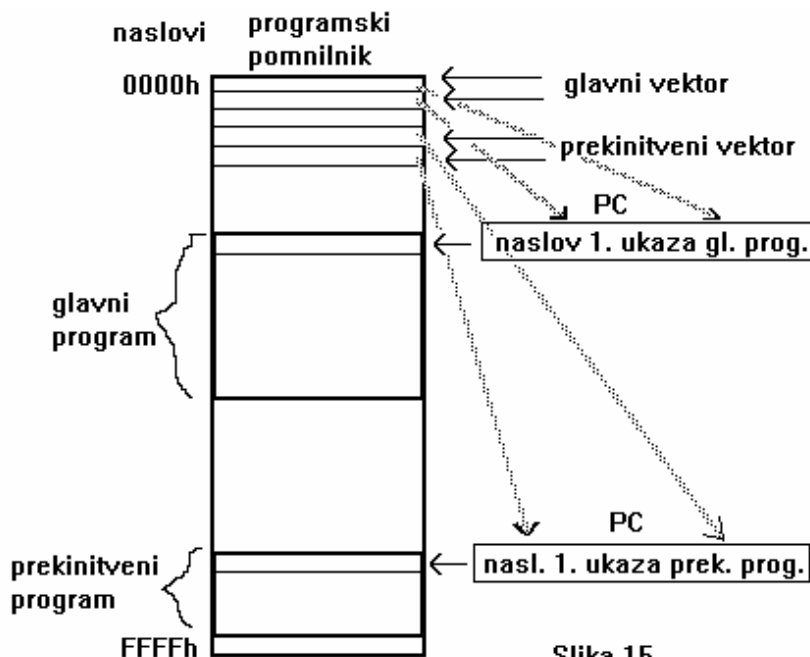 naslovi
programski
pomnilnik
0000h
glavni vektor
prekinitveni vektor
PC
naslov 1. ukaza gl. prog.
glavni
program
PC
nasl. 1. ukaza prek. prog.
prekinitveni
program
FFFFh
Slika 15